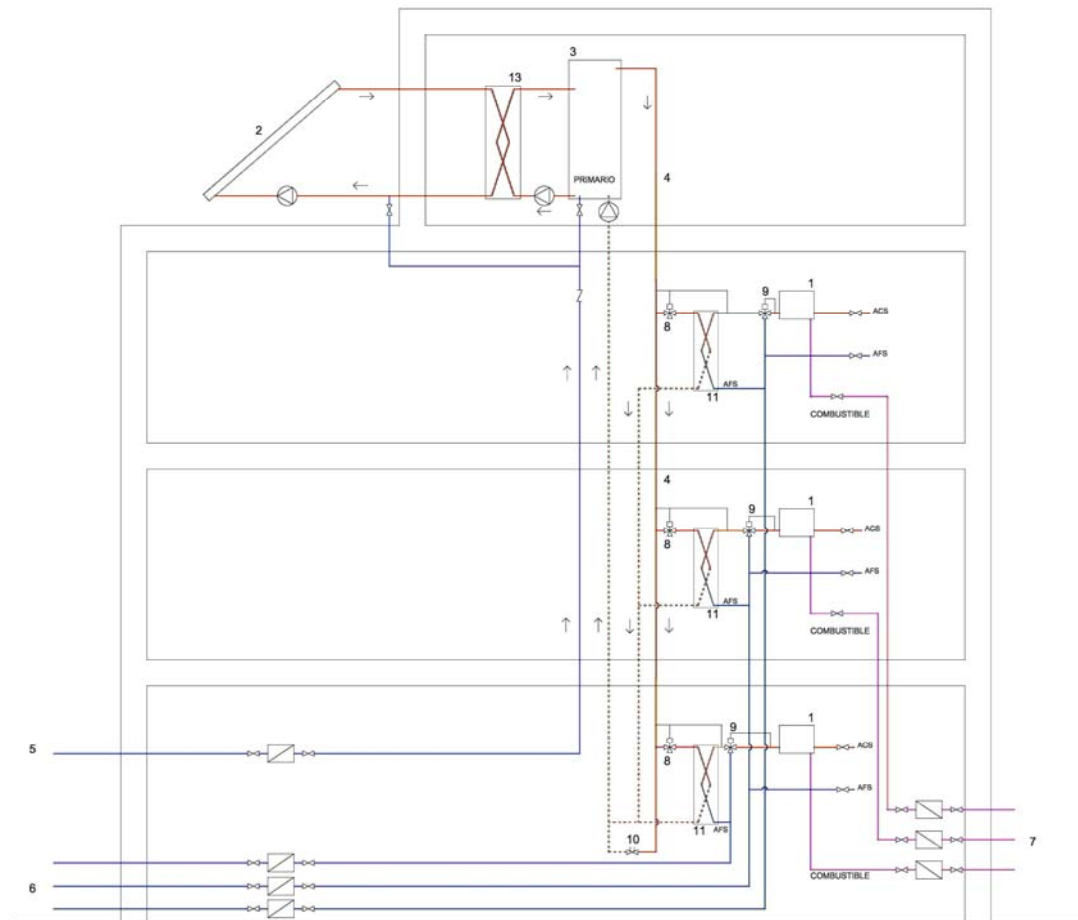 3
13
2
PRIMARIO
4
9
1
8
ACS
AFS
AFS
11
COMBUSTIBLE
4
9
1
8
ACS
AFS
AFS
11
COMBUSTIBLE
9
1
8
ACS
5
AFS
11
AFS
10
7
COMBUSTIBLE
6